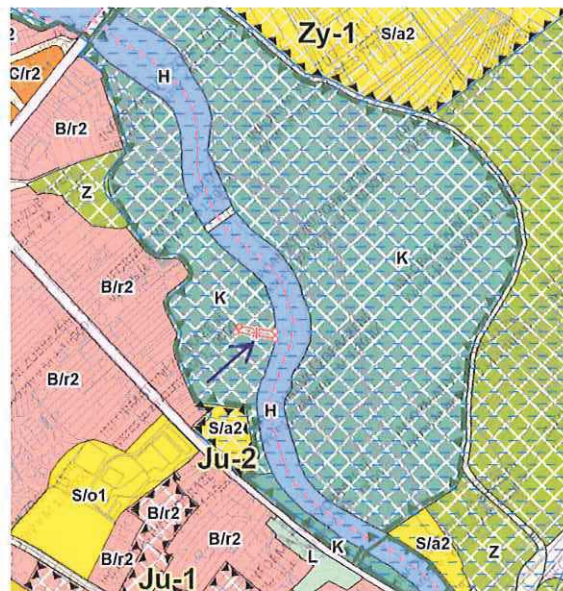 Zy-1
S/a2
H
C/r2
B/r2
Z
B/r2
K
K
B/r2
H
S/a2
Ju-2
S/o1
B/r2
B/r2
K
S/a2
B/r2
L
Z
Ju-1